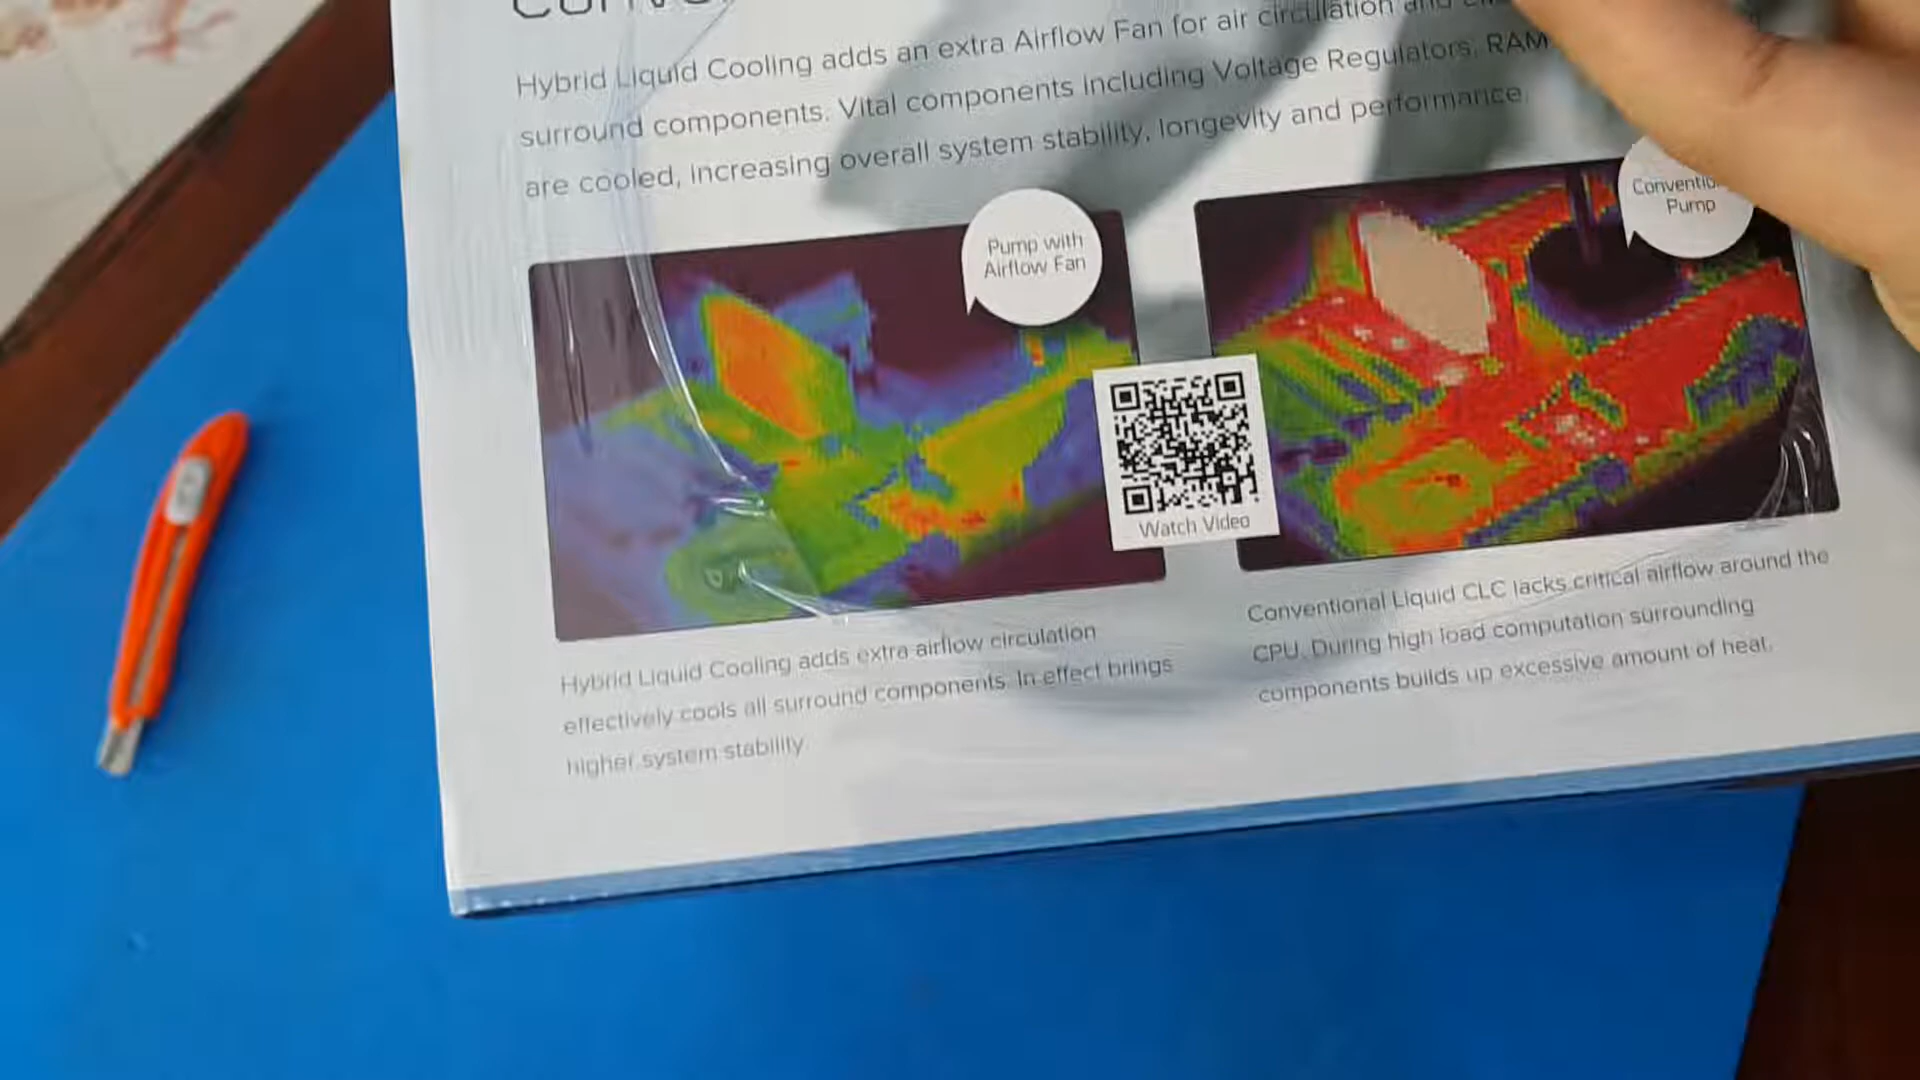 Hybrid Liquid Cooling adds an extra Airflow Fan for air circulation and
surround components. Vital components including Voltage Regulators, RAM
are cooled, increasing overall system stability, longevity and performance.
Pump with
Airflow Fan
Pump
Watch Video
Hybrid Liquid Cooling adds extra airflow circulation
effectively cools all surround components. In effect brings
higher system stability.
Conventional Liquid CLC lacks critical airflow around the
CPU. During high load computation surrounding
components builds up excessive amount of heat.